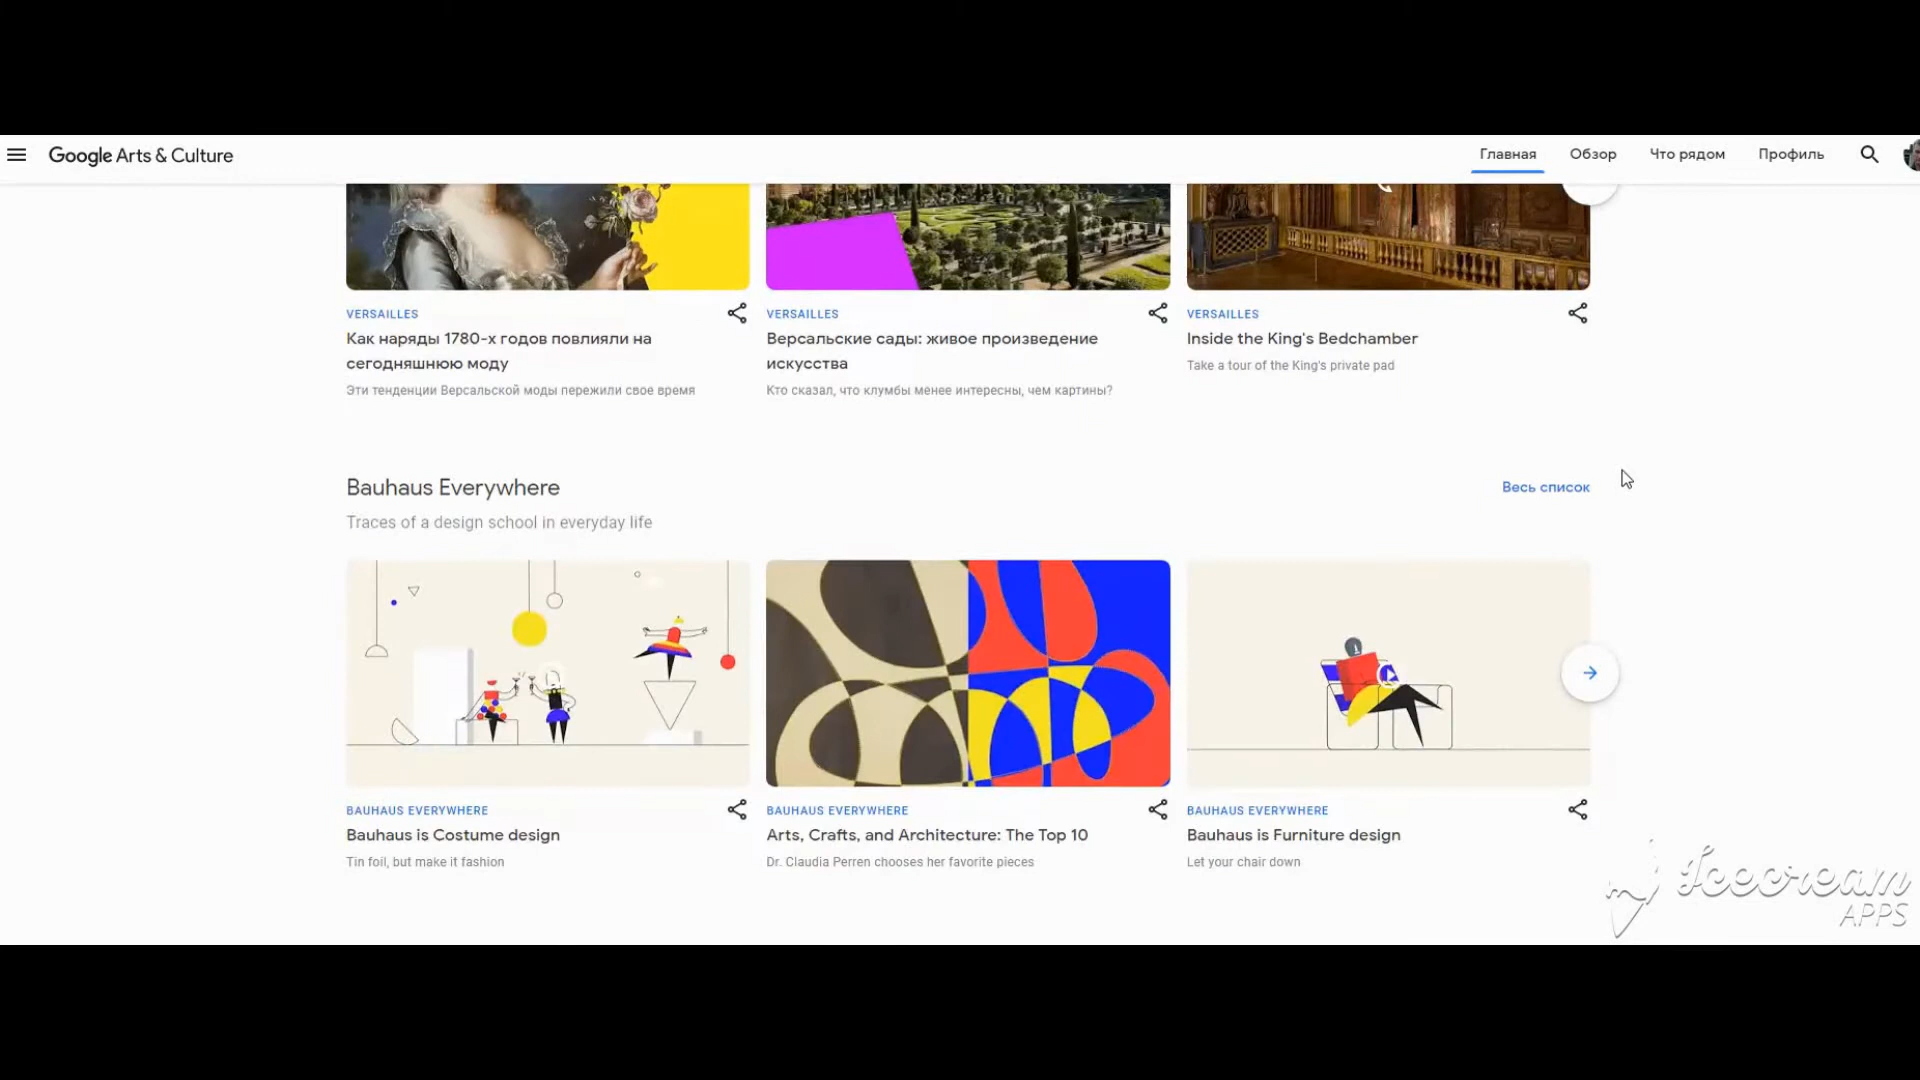 Google Arts & Culture
Главная
Обзор
Что рядом
Профиль
VERSAILLES
Как наряды 1780-х годов повлияли на
сегодняшнюю моду
Эти тенденции Версальской моды пережили свое время
VERSAILLES
Версальские сады: живое произведение
искусства
Кто сказал, что клумбы менее интересны, чем картины?
VERSAILLES
Inside the King's Bedchamber
Take a tour of the King's private pad
Bauhaus Everywhere
Весь список
Traces of a design school in everyday life
BAUHAUS EVERYWHERE
Bauhaus is Costume design
Tin foil, but make it fashion
BAUHAUS EVERYWHERE
Arts, Crafts, and Architecture: The Top 10
Dr. Claudia Perren chooses her favorite pieces
BAUHAUS EVERYWHERE
Bauhaus is Furniture design
Let your chair down
Icecream
APPS